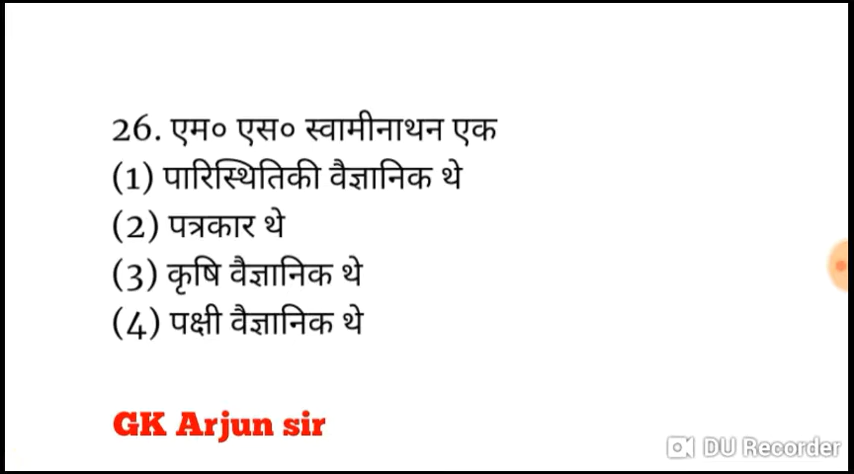 26. एम० एस० स्वामीनाथन एक
(1) पारिस्थितिकी वैज्ञानिक थे
(2) पत्रकार थे
(3) कृषि वैज्ञानिक थे
(4) पक्षी वैज्ञानिक थे
GK Arjun sir
DU Recorder